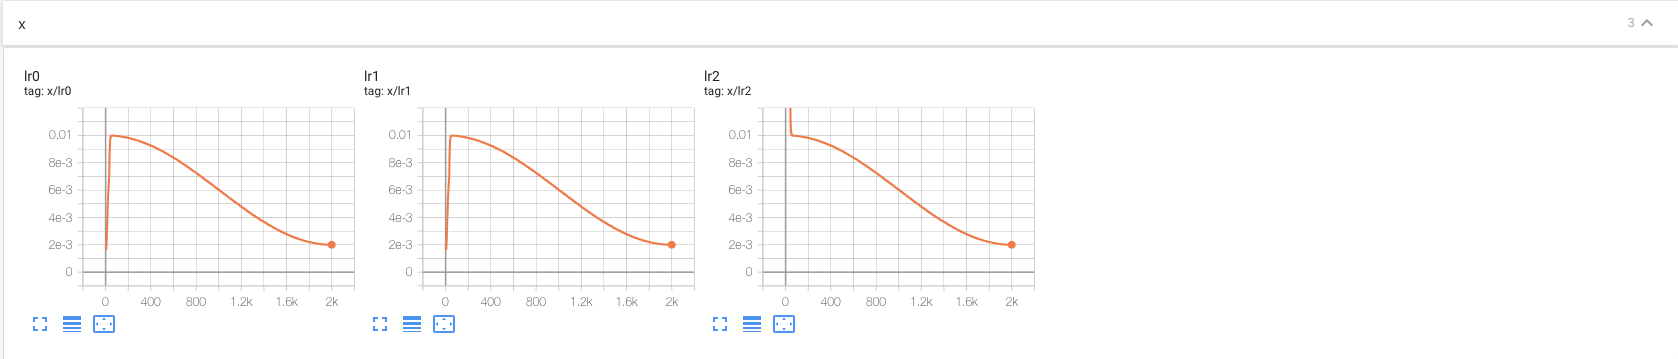 x
3
lr0
tag: x/lr0
0.01
8e-3
6e-3
4e-3
2e-3
0
0 400 800 1.2k 1.6k 2k
lr1
tag: x/lr1
0.01
8e-3
6e-3
4e-3
2e-3
0
0 400 800 1.2k 1.6k 2k
lr2
tag: x/lr2
0.01
8e-3
6e-3
4e-3
2e-3
0
0 400 800 1.2k 1.6k 2k